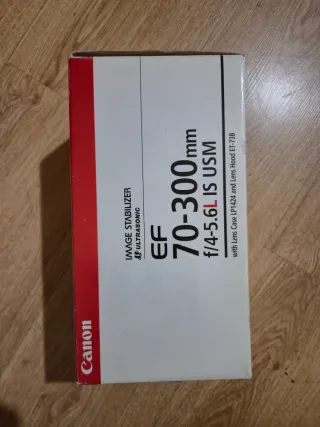 Canon
IMAGE STABILIZER
ULTRASONIC
EF
70-300mm
f/4-5.6L IS USM
with Lens Case LP1424 and Lens Hood ET-73B